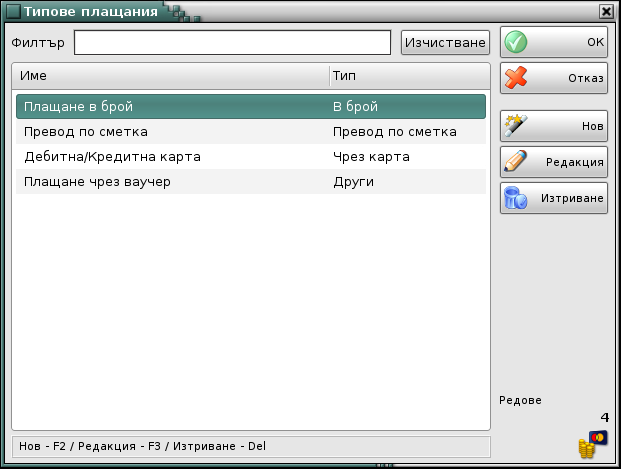 Типове плащания
Филтър Изчистване
Име Тип
Плащане в брой В брой
Превод по сметка Превод по сметка
Дебитна/Кредитна карта Чрез карта
Плащане чрез ваучер Други
OK
Отказ
Нов
Редакция
Изтриване
Редове
4
Нов - F2 / Редакция - F3 / Изтриване - Del